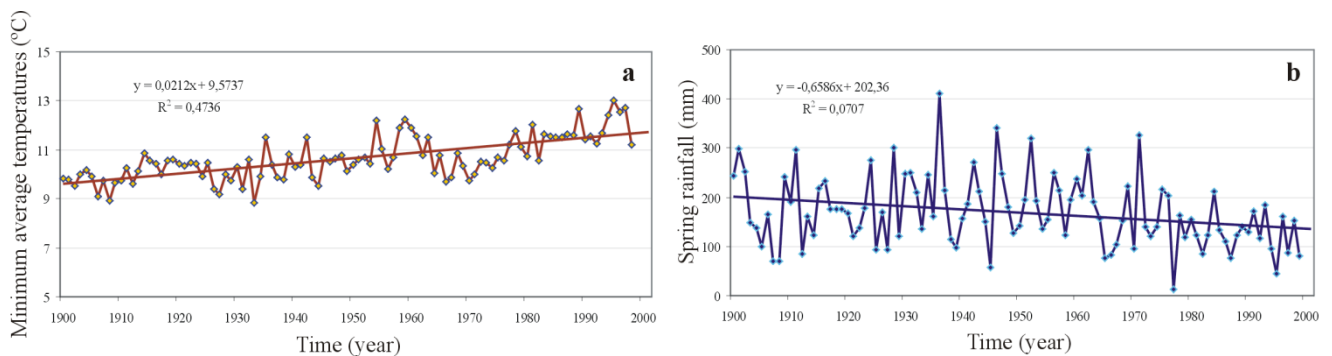 Minimum average temperatures (ºC)
15
13
11
9
7
5
y = 0,0212x + 9,5737
R² = 0,4736
a
1900 1910 1920 1930 1940 1950 1960 1970 1980 1990 2000
Time (year)
Spring rainfall (mm)
500
400
300
200
100
0
y = -0,6586x + 202,36
R² = 0,0707
b
1900 1910 1920 1930 1940 1950 1960 1970 1980 1990 2000
Time (year)